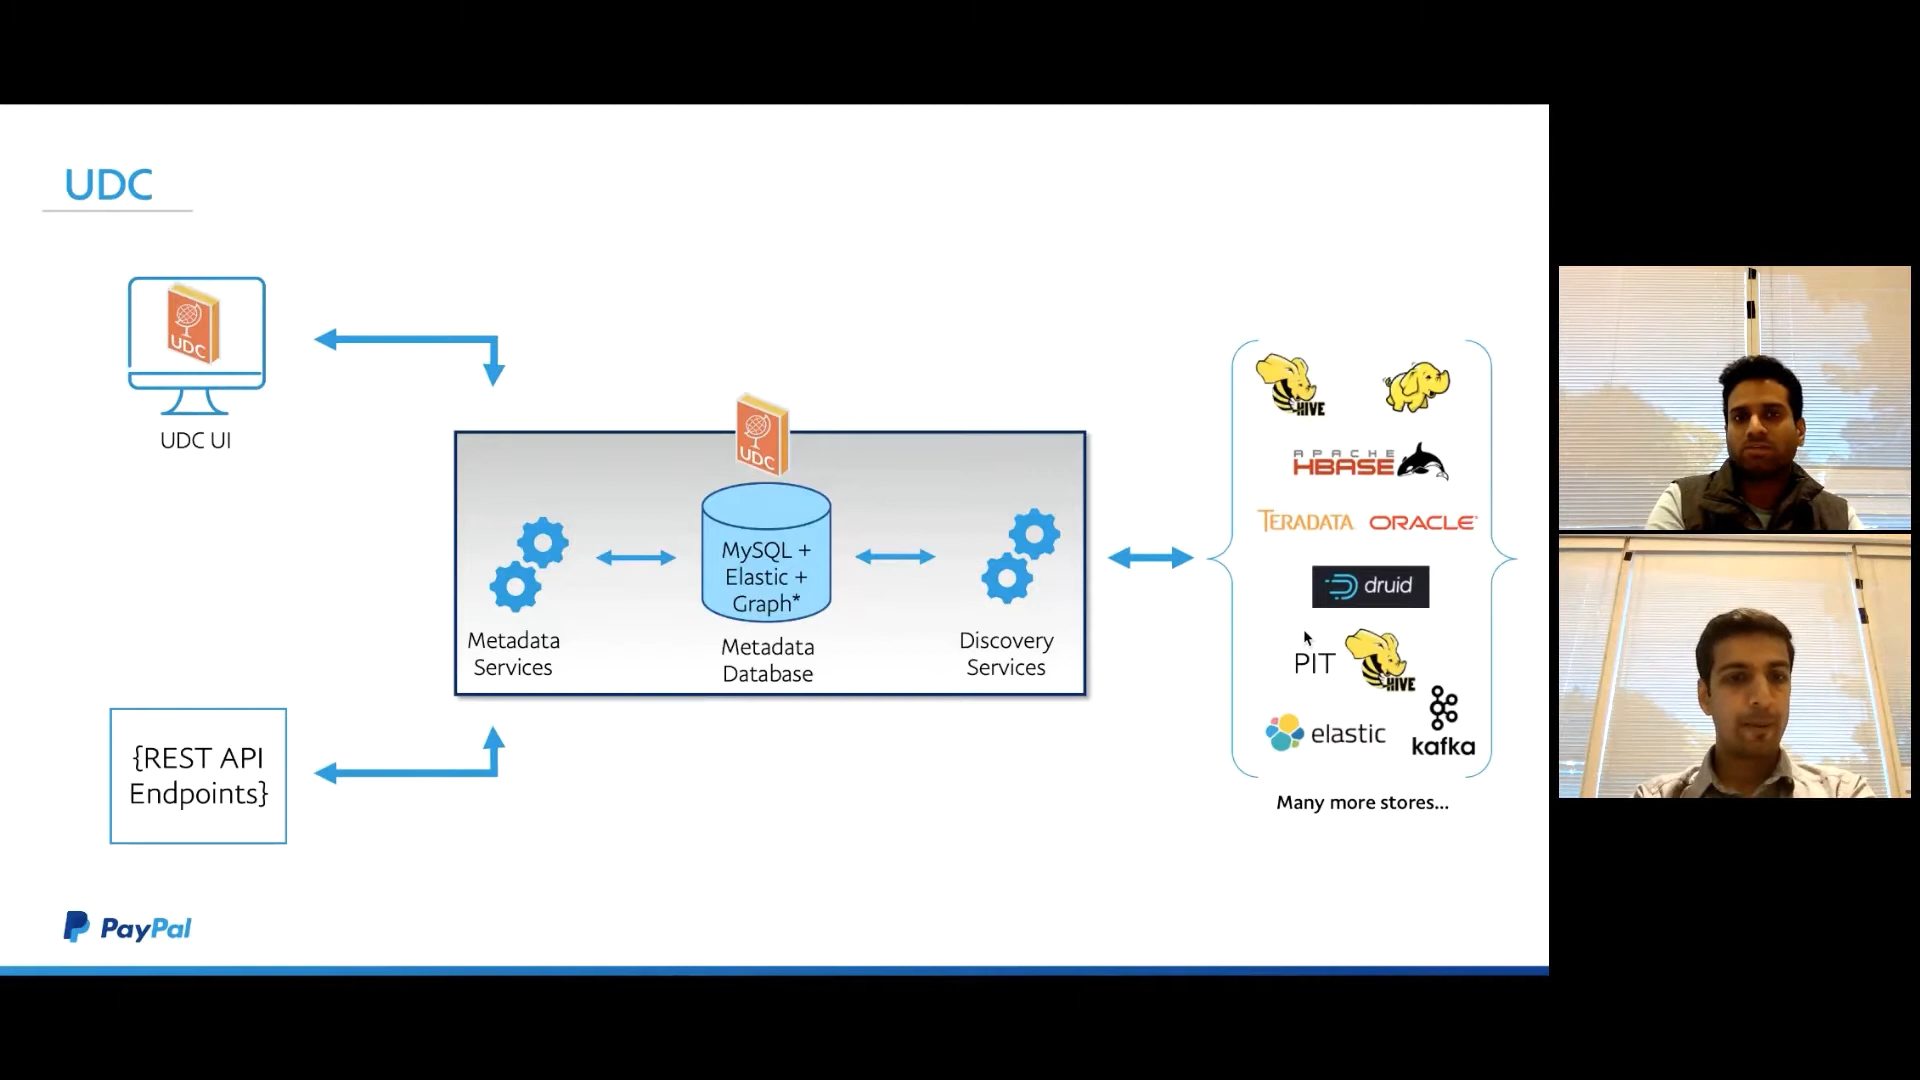 UDC
UDC
UDC UI
UDC
MySQL +
Elastic +
Graph*
Metadata
Services
Metadata
Database
Discovery
Services
{REST API
Endpoints}
HIVE
APACHE
HBASE
TERADATA ORACLE
druid
PIT
HIVE
elastic
kafka
Many more stores...
PayPal